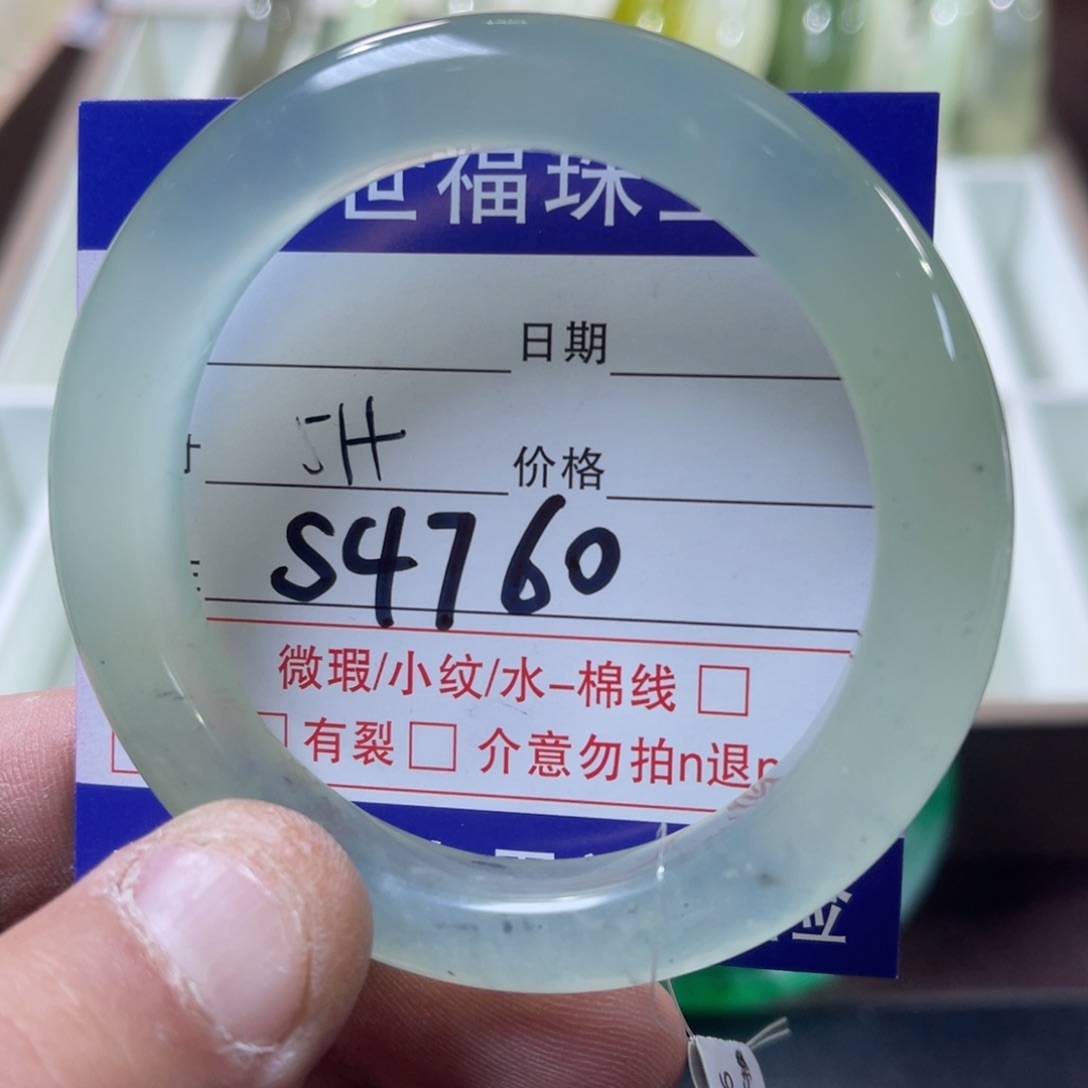 世福珠
日期
5H 价格
S4760
微瑕/小纹/水-棉线 □
□ 有裂 □ 介意勿拍n退